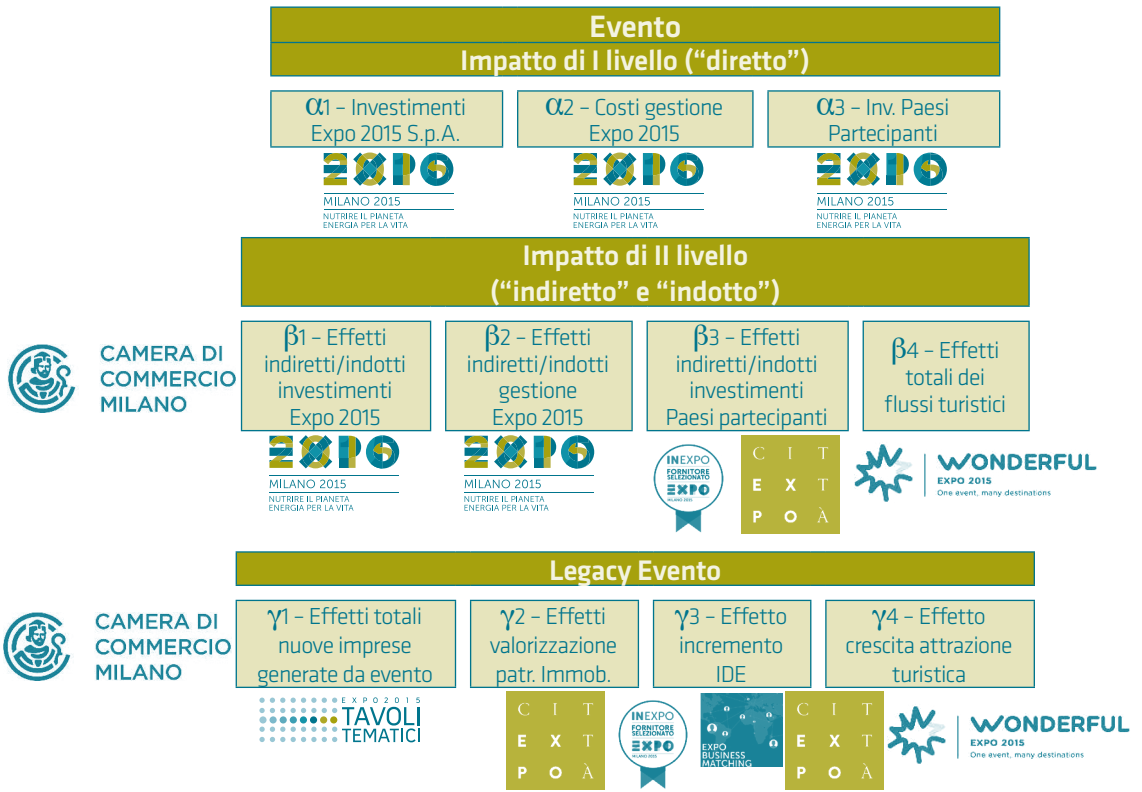 Evento
Impatto di I livello (“diretto”)
α1 – Investimenti
Expo 2015 S.p.A.
α2 – Costi gestione
Expo 2015
α3 – Inv. Paesi
Partecipanti
EXPO
MILANO 2015
NUTRIRE IL PIANETA
ENERGIA PER LA VITA
EXPO
MILANO 2015
NUTRIRE IL PIANETA
ENERGIA PER LA VITA
EXPO
MILANO 2015
NUTRIRE IL PIANETA
ENERGIA PER LA VITA
Impatto di II livello
(“indiretto” e “indotto”)
CAMERA DI
COMMERCIO
MILANO
β1 – Effetti
indiretti/indotti
investimenti
Expo 2015
β2 – Effetti
indiretti/indotti
gestione
Expo 2015
β3 – Effetti
indiretti/indotti
investimenti
Paesi partecipanti
β4 – Effetti
totali dei
flussi turistici
EXPO
MILANO 2015
NUTRIRE IL PIANETA
ENERGIA PER LA VITA
EXPO
MILANO 2015
NUTRIRE IL PIANETA
ENERGIA PER LA VITA
INEXPO
FORNITORE
SELEZIONATO
EXPO
MILANO 2015
C I T
E X T
P O À
WONDERFUL
EXPO 2015
One event, many destinations
Legacy Evento
CAMERA DI
COMMERCIO
MILANO
γ1 – Effetti totali
nuove imprese
generate da evento
γ2 – Effetti
valorizzazione
patr. Immob.
γ3 – Effetto
incremento
IDE
γ4 – Effetto
crescita attrazione
turistica
EXPO2015
TAVOLI
TEMATICI
C I T
E X T
P O À
INEXPO
FORNITORE
SELEZIONATO
EXPO
MILANO 2015
EXPO
BUSINESS
MATCHING
C I T
E X T
P O À
WONDERFUL
EXPO 2015
One event, many destinations